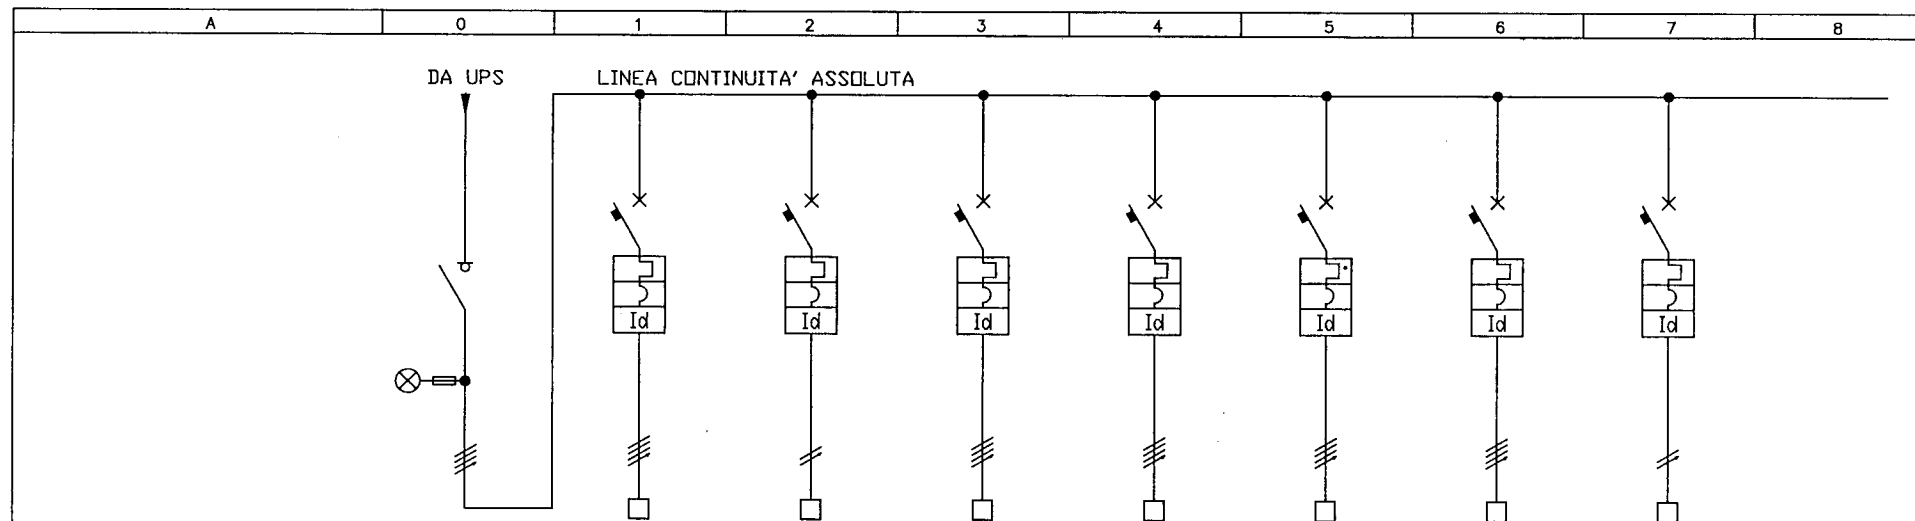 A 0 1 2 3 4 5 6 7 8
DA UPS LINEA CONTINUITA' ASSOLUTA
Id Id Id Id Id Id Id